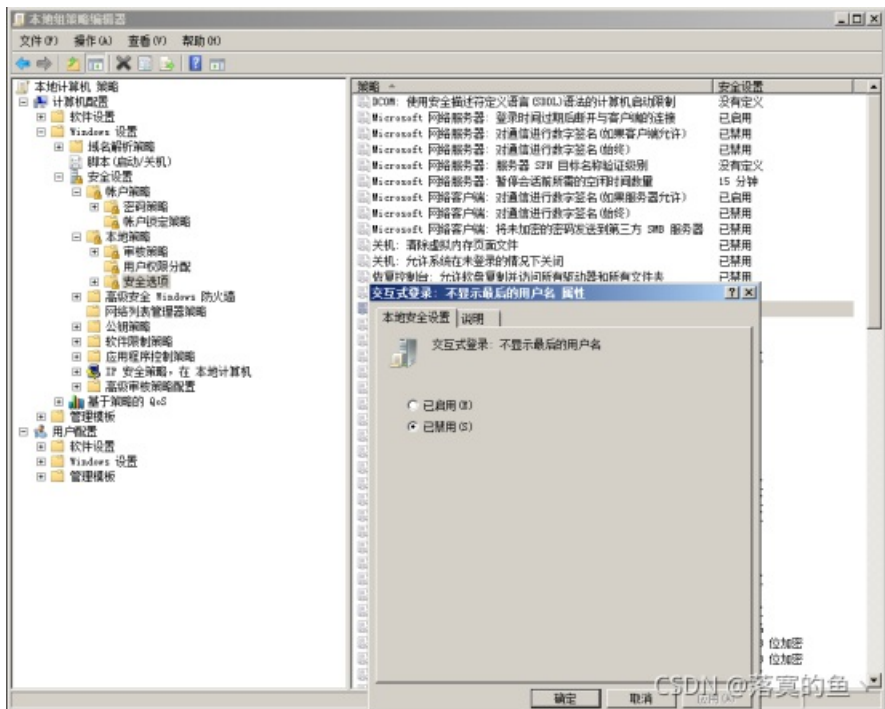 本地组策略编辑器
文件(F) 操作(A) 查看(V) 帮助(H)
本地计算机 策略
计算机配置
软件设置
Windows 设置
域名解析策略
脚本(启动/关机)
安全设置
帐户策略
密码策略
帐户锁定策略
本地策略
审核策略
用户权限分配
安全选项
高级安全 Windows 防火墙
网络列表管理器策略
公钥策略
软件限制策略
应用程序控制策略
IP 安全策略，在 本地计算机
高级审核策略配置
基于策略的 QoS
管理模板
用户配置
软件设置
Windows 设置
管理模板
策略 安全设置
DCOM: 使用安全描述符定义语言(SDDL)语法的计算机启动限制 没有定义
Microsoft 网络服务器: 登录时间过期后断开与客户端的连接 已启用
Microsoft 网络服务器: 对通信进行数字签名(如果客户端允许) 已禁用
Microsoft 网络服务器: 对通信进行数字签名(始终) 已禁用
Microsoft 网络服务器: 服务器 SPN 目标名称验证级别 没有定义
Microsoft 网络服务器: 暂停会话前所需的空闲时间数量 15 分钟
Microsoft 网络客户端: 对通信进行数字签名(如果服务器允许) 已启用
Microsoft 网络客户端: 对通信进行数字签名(始终) 已禁用
Microsoft 网络客户端: 将未加密的密码发送到第三方 SMB 服务器 已禁用
关机: 清除虚拟内存页面文件 已禁用
关机: 允许系统在未登录的情况下关闭 已禁用
恢复控制台: 允许软盘复制并访问所有驱动器和所有文件夹 已禁用
交互式登录: 不显示最后的用户名 属性
本地安全设置 说明
交互式登录: 不显示最后的用户名
已启用(E)
已禁用(S)
位加密
位加密
确定 取消 应用(A)
CSDN @落寞的鱼